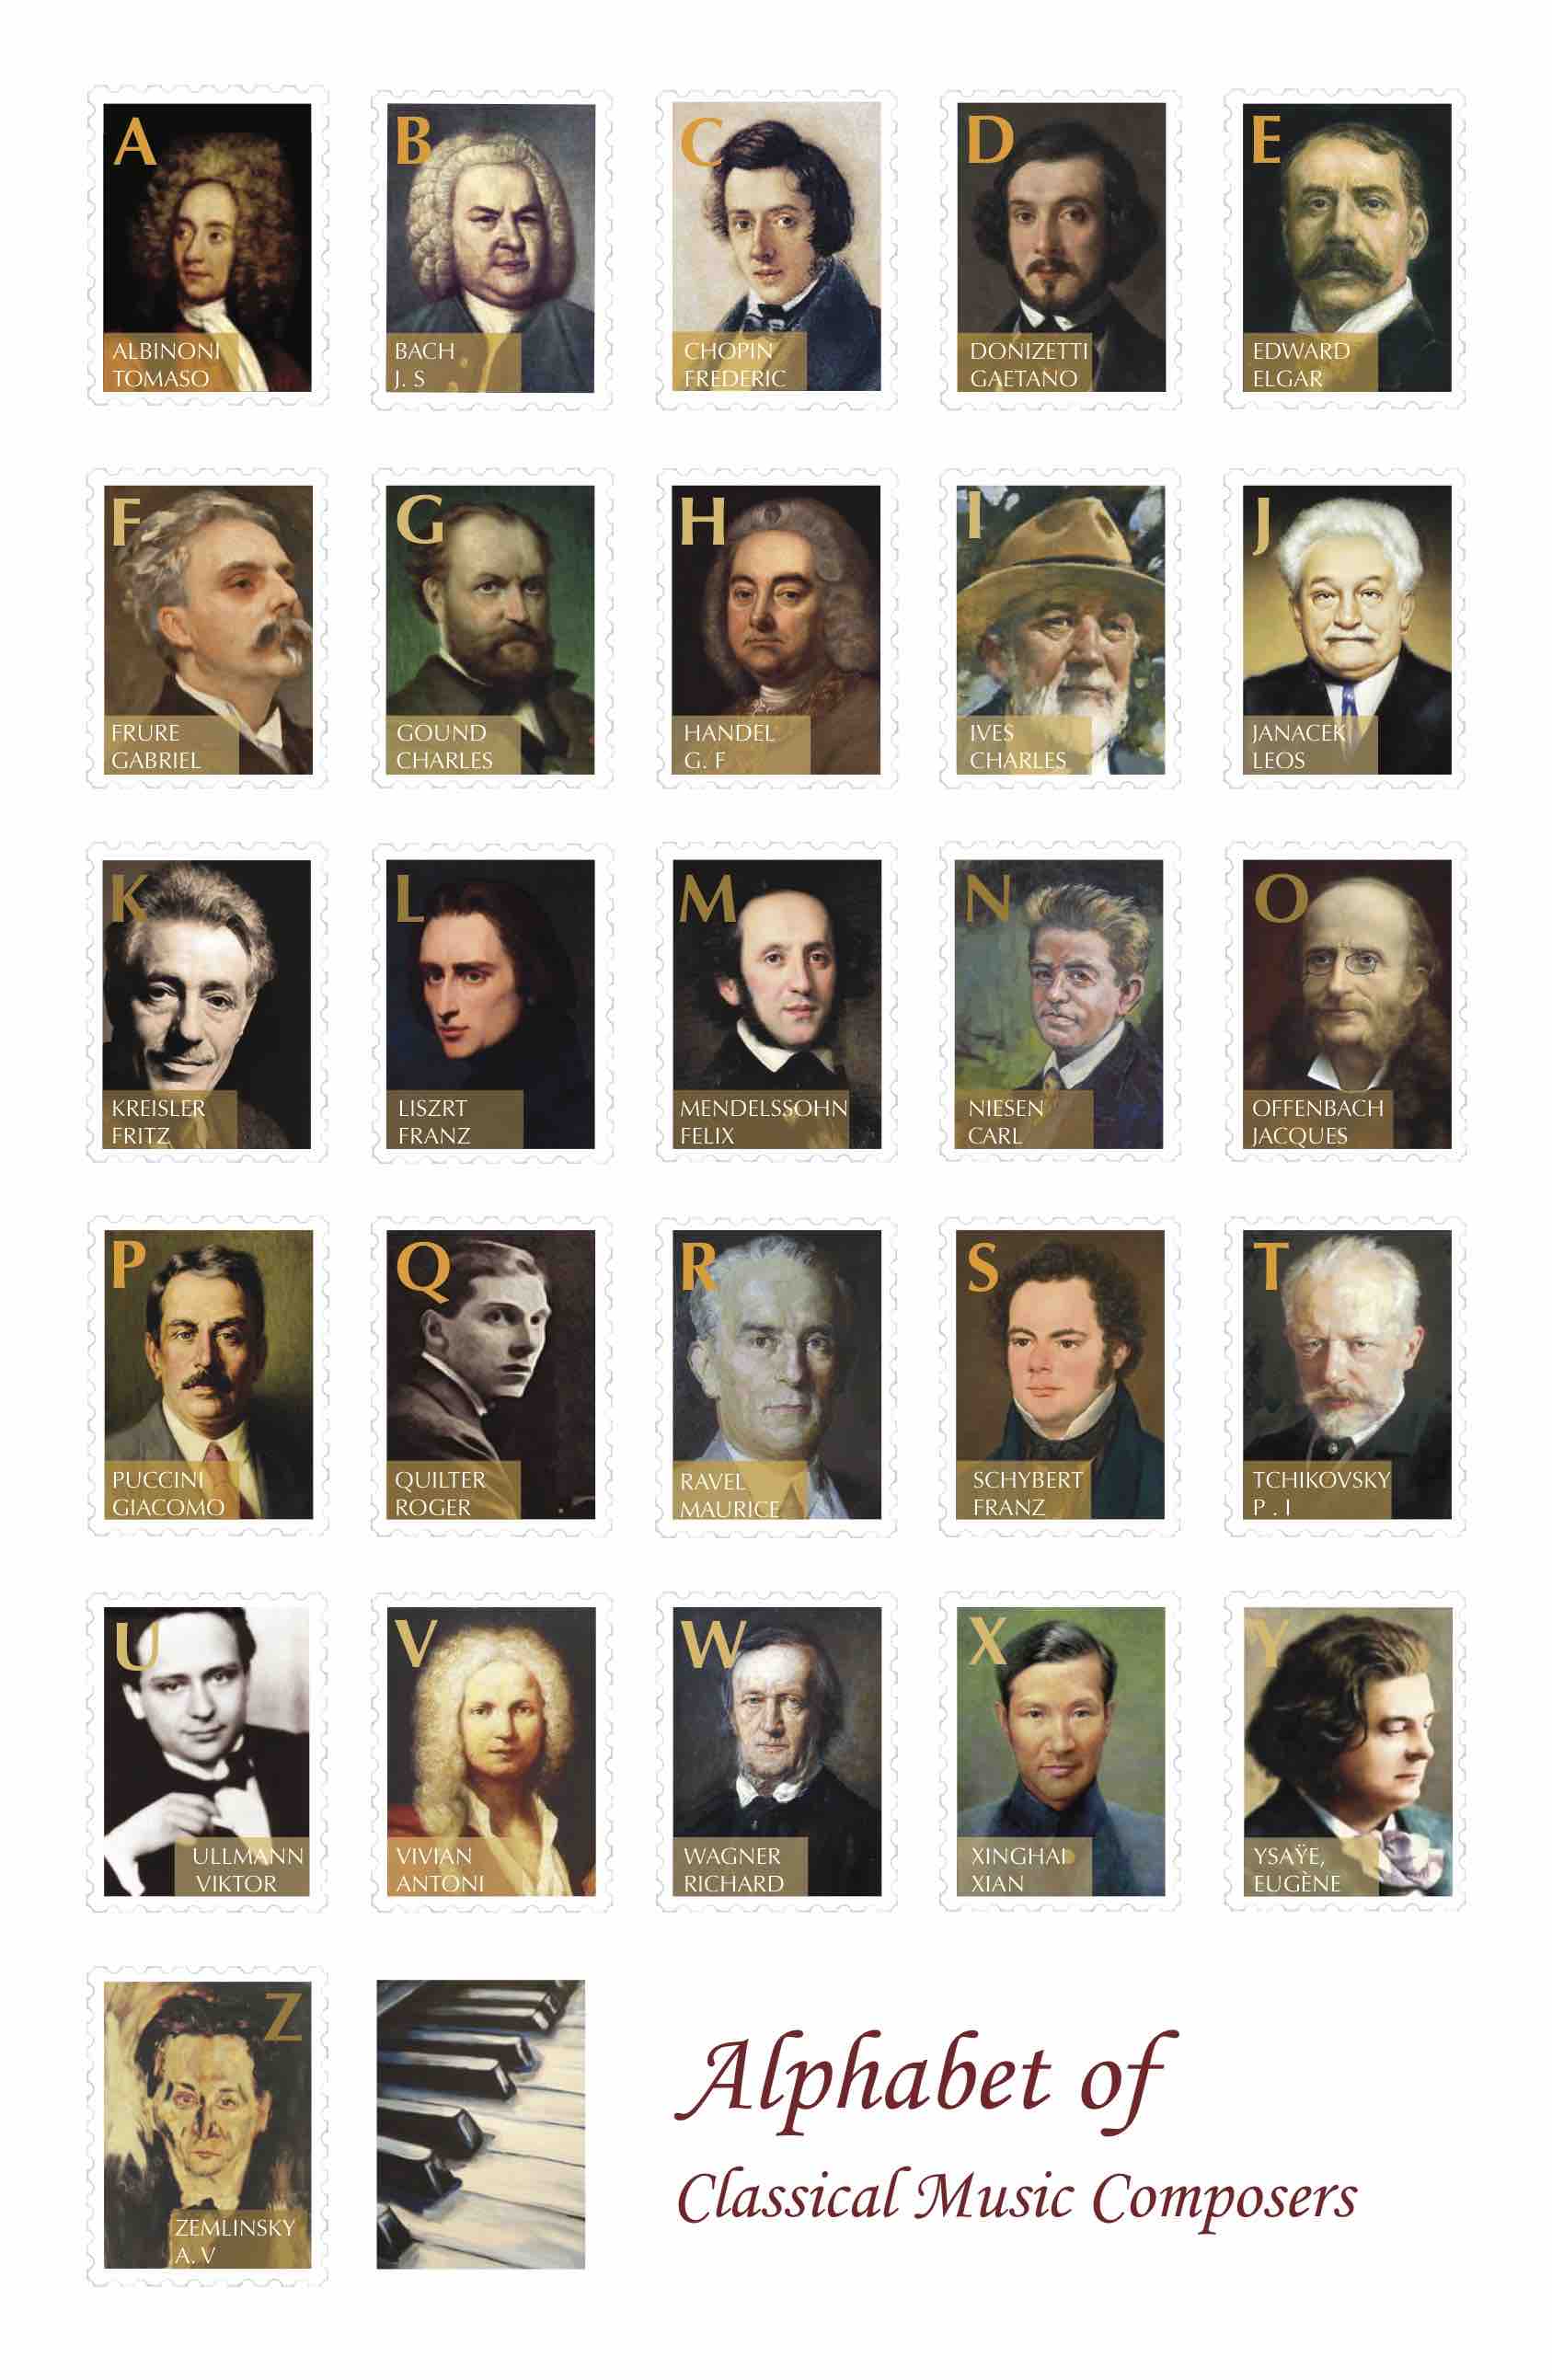 A
ALBINONI
TOMASO
B
BACH
J. S
C
CHOPIN
FREDERIC
D
DONIZETTI
GAETANO
E
EDWARD
ELGAR
F
FRURE
GABRIEL
G
GOUND
CHARLES
H
HANDEL
G. F
I
IVES
CHARLES
J
JANACEK
LEOS
K
KREISLER
FRITZ
L
LISZRT
FRANZ
M
MENDELSSOHN
FELIX
N
NIESEN
CARL
O
OFFENBACH
JACQUES
P
PUCCINI
GIACOMO
Q
QUILTER
ROGER
R
RAVEL
MAURICE
S
SCHYBERT
FRANZ
T
TCHIKOVSKY
P . I
U
ULLMANN
VIKTOR
V
VIVIAN
ANTONI
W
WAGNER
RICHARD
X
XINGHAI
XIAN
Y
YSAŸE,
EUGÈNE
Z
ZEMLINSKY
A. V
Alphabet of
Classical Music Composers